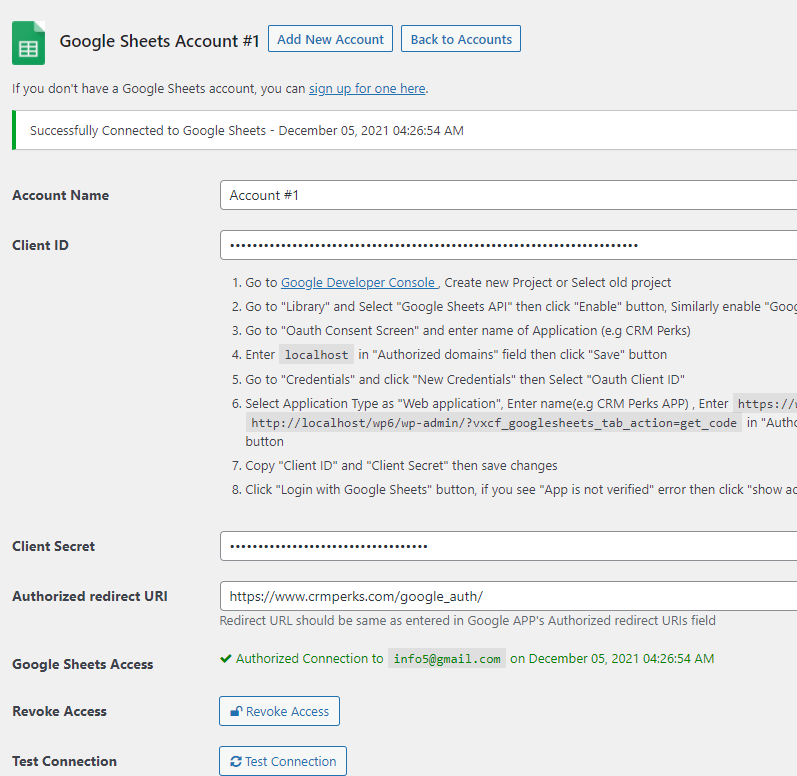 Google Sheets Account #1 Add New Account Back to Accounts
If you don't have a Google Sheets account, you can sign up for one here.
Successfully Connected to Google Sheets - December 05, 2021 04:26:54 AM
Account Name Account #1
Client ID
1. Go to Google Developer Console , Create new Project or Select old project
2. Go to "Library" and Select "Google Sheets API" then click "Enable" button, Similarly enable "Goog
3. Go to "Oauth Consent Screen" and enter name of Application (e.g CRM Perks)
4. Enter localhost in "Authorized domains" field then click "Save" button
5. Go to "Credentials" and click "New Credentials" then Select "Oauth Client ID"
6. Select Application Type as "Web application", Enter name(e.g CRM Perks APP) , Enter https://w
http://localhost/wp6/wp-admin/?vxcf_googlesheets_tab_action=get_code in "Autho
button
7. Copy "Client ID" and "Client Secret" then save changes
8. Click "Login with Google Sheets" button, if you see "App is not verified" error then click "show ad
Client Secret
Authorized redirect URI https://www.crmperks.com/google_auth/
Redirect URL should be same as entered in Google APP's Authorized redirect URIs field
Google Sheets Access Authorized Connection to info5@gmail.com on December 05, 2021 04:26:54 AM
Revoke Access Revoke Access
Test Connection Test Connection